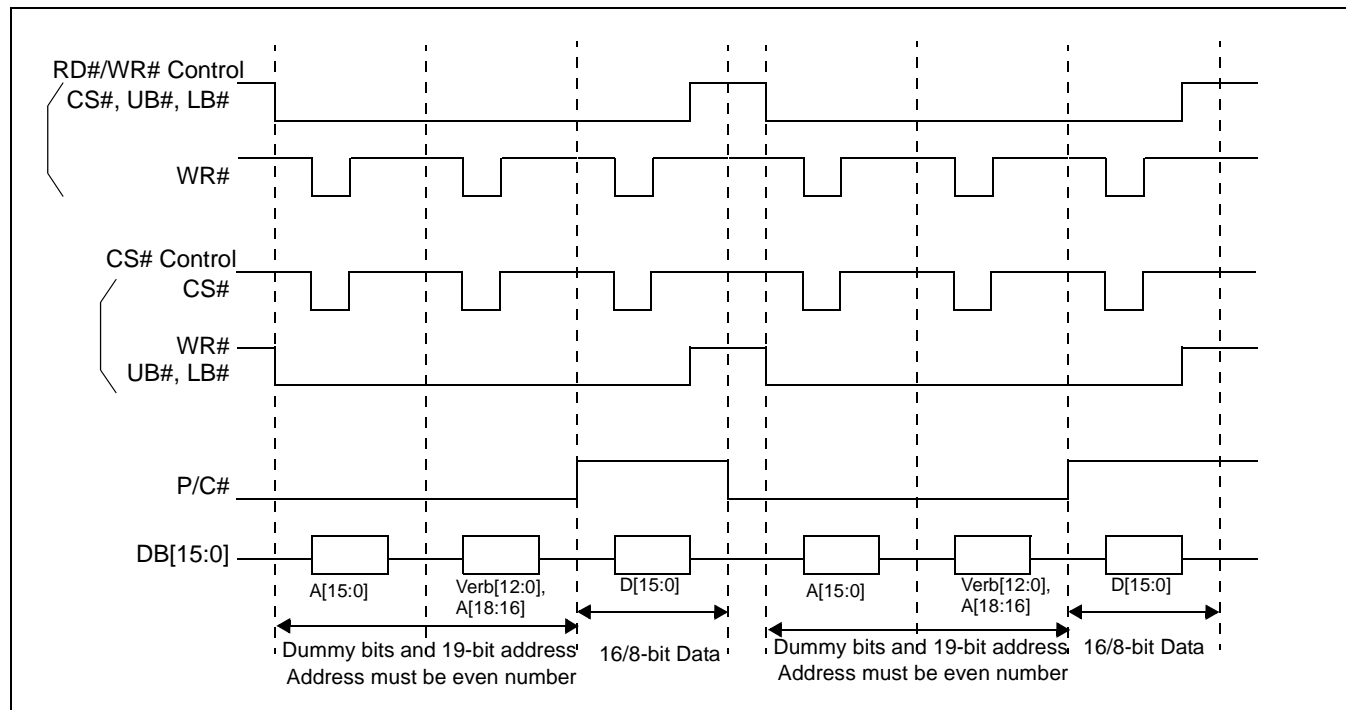 RD#/WR# Control
CS#, UB#, LB#
WR#
CS# Control
CS#
WR#
UB#, LB#
P/C#
DB[15:0]
A[15:0]
Verb[12:0],
A[18:16]
D[15:0]
A[15:0]
Verb[12:0],
A[18:16]
D[15:0]
Dummy bits and 19-bit address
Address must be even number
16/8-bit Data
Dummy bits and 19-bit address
Address must be even number
16/8-bit Data